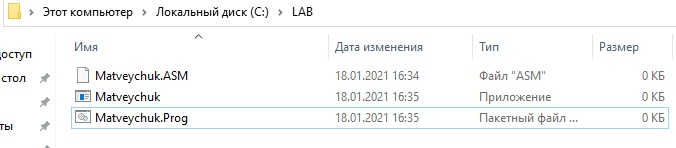 Этот компьютер > Локальный диск (C:) > LAB
Имя Дата изменения Тип Размер
доступ
Matveychuk.ASM 18.01.2021 16:34 Файл "ASM" 0 КБ
стол
Matveychuk 18.01.2021 16:35 Приложение 0 КБ
Matveychuk.Prog 18.01.2021 16:35 Пакетный файл ... 0 КБ
ты